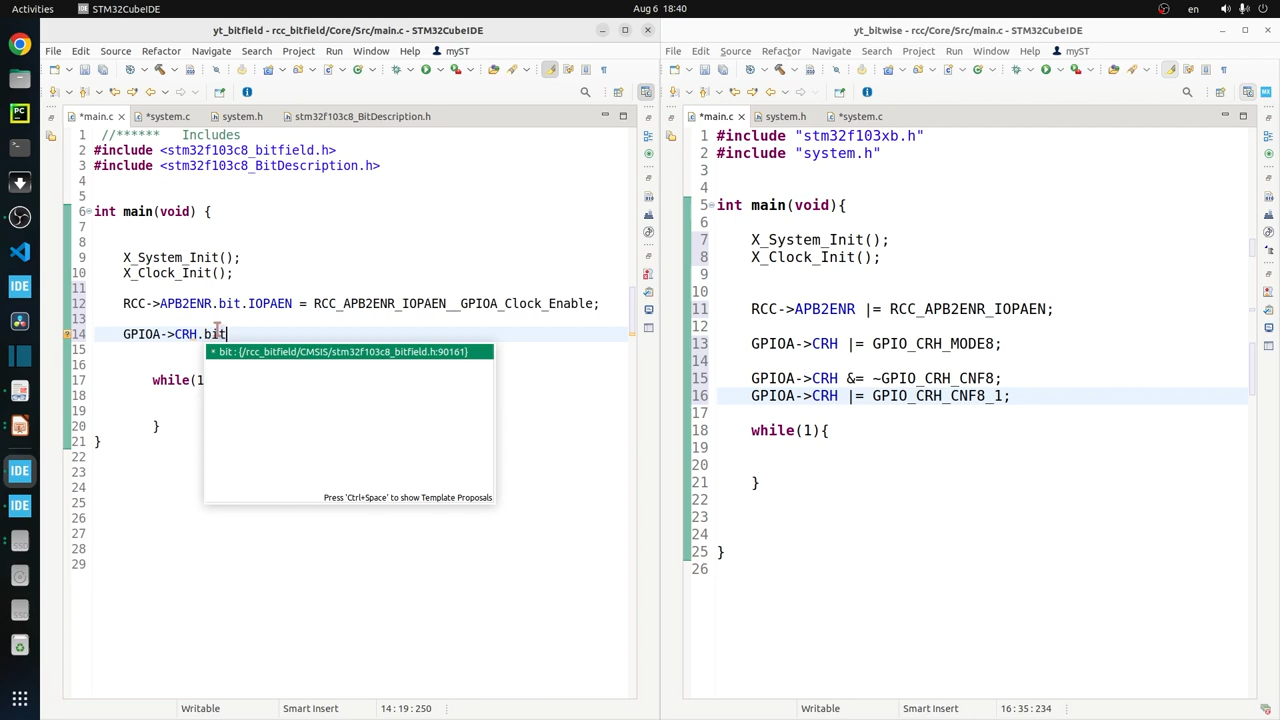 Activities
STM32CubeIDE
Aug 6 18:40
en
yt_bitfield - rcc_bitfield/Core/Src/main.c - STM32CubeIDE
File Edit Source Refactor Navigate Search Project Run Window Help myST
*main.c *system.c system.h stm32f103c8_BitDescription.h
1 //****** Includes
2 #include <stm32f103c8_bitfield.h>
3 #include <stm32f103c8_BitDescription.h>
4
5
6 int main(void) {
7
8
9 X_System_Init();
10 X_Clock_Init();
11
12 RCC->APB2ENR.bit.IOPAEN = RCC_APB2ENR_IOPAEN__GPIOA_Clock_Enable;
13
14 GPIOA->CRH.bit
15
* bit : {/rcc_bitfield/CMSIS/stm32f103c8_bitfield.h:90161}
16
17 while(1
18
19
20 }
21 }
22
23
24
Press 'Ctrl+Space' to show Template Proposals
25
26
27
28
29
Writable Smart Insert 14:19:250
yt_bitwise - rcc/Core/Src/main.c - STM32CubeIDE
File Edit Source Refactor Navigate Search Project Run Window Help myST
*main.c system.h *system.c
1 #include "stm32f103xb.h"
2 #include "system.h"
3
4
5 int main(void){
6
7 X_System_Init();
8 X_Clock_Init();
9
10
11 RCC->APB2ENR |= RCC_APB2ENR_IOPAEN;
12
13 GPIOA->CRH |= GPIO_CRH_MODE8;
14
15 GPIOA->CRH &= ~GPIO_CRH_CNF8;
16 GPIOA->CRH |= GPIO_CRH_CNF8_1;
17
18 while(1){
19
20
21 }
22
23
24
25 }
26
Writable Smart Insert 16:35:234
PC
IDE
IDE
IDE
SSD
SSD
MX